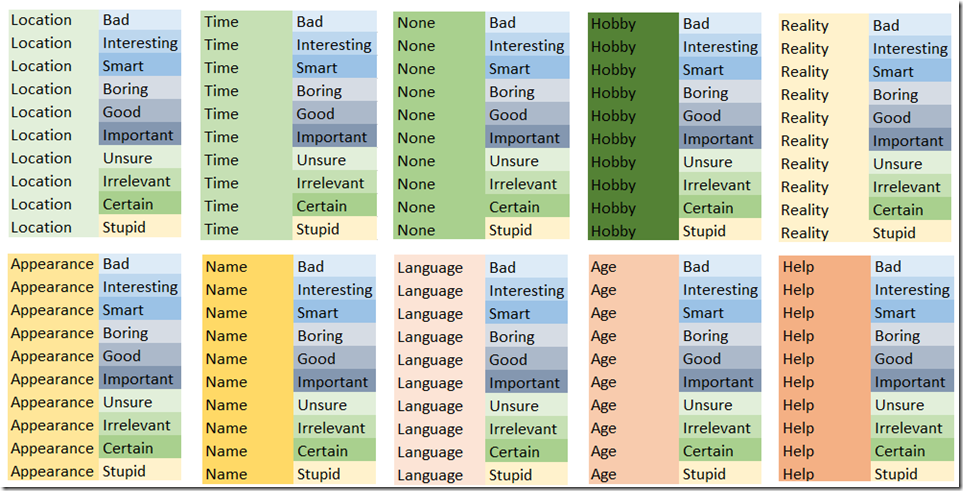 Location Bad
Location Interesting
Location Smart
Location Boring
Location Good
Location Important
Location Unsure
Location Irrelevant
Location Certain
Location Stupid
Time Bad
Time Interesting
Time Smart
Time Boring
Time Good
Time Important
Time Unsure
Time Irrelevant
Time Certain
Time Stupid
None Bad
None Interesting
None Smart
None Boring
None Good
None Important
None Unsure
None Irrelevant
None Certain
None Stupid
Hobby Bad
Hobby Interesting
Hobby Smart
Hobby Boring
Hobby Good
Hobby Important
Hobby Unsure
Hobby Irrelevant
Hobby Certain
Hobby Stupid
Reality Bad
Reality Interesting
Reality Smart
Reality Boring
Reality Good
Reality Important
Reality Unsure
Reality Irrelevant
Reality Certain
Reality Stupid
Appearance Bad
Appearance Interesting
Appearance Smart
Appearance Boring
Appearance Good
Appearance Important
Appearance Unsure
Appearance Irrelevant
Appearance Certain
Appearance Stupid
Name Bad
Name Interesting
Name Smart
Name Boring
Name Good
Name Important
Name Unsure
Name Irrelevant
Name Certain
Name Stupid
Language Bad
Language Interesting
Language Smart
Language Boring
Language Good
Language Important
Language Unsure
Language Irrelevant
Language Certain
Language Stupid
Age Bad
Age Interesting
Age Smart
Age Boring
Age Good
Age Important
Age Unsure
Age Irrelevant
Age Certain
Age Stupid
Help Bad
Help Interesting
Help Smart
Help Boring
Help Good
Help Important
Help Unsure
Help Irrelevant
Help Certain
Help Stupid